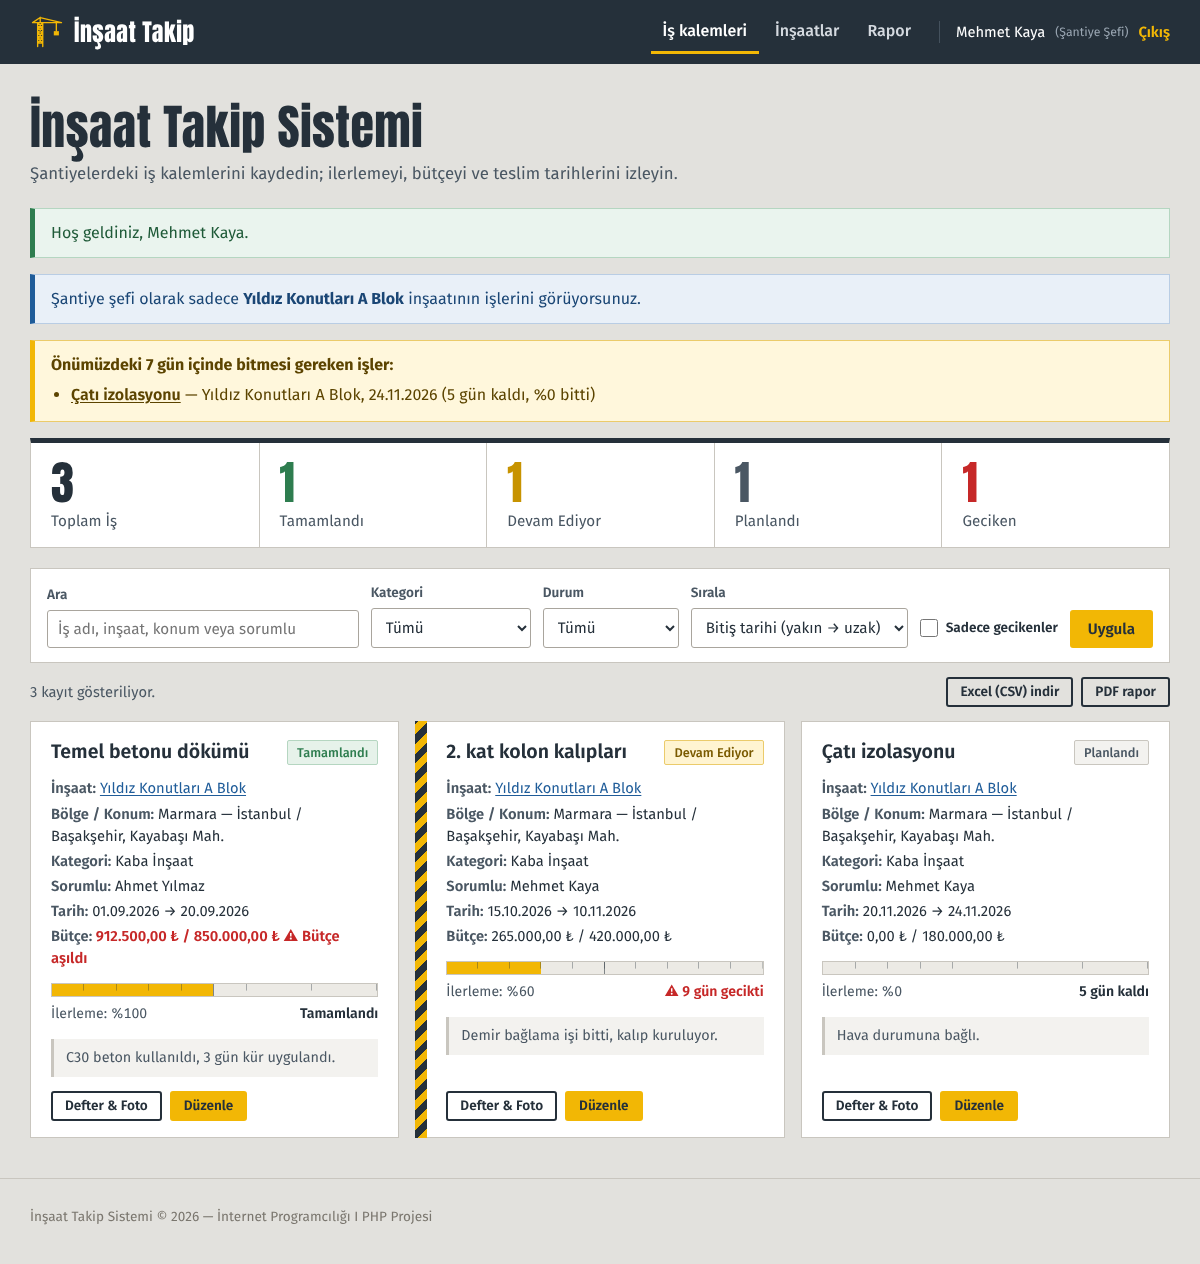 İnşaat Takip
İş kalemleri
İnşaatlar
Rapor
Mehmet Kaya (Şantiye Şefi) Çıkış
İnşaat Takip Sistemi
Şantiyelerdeki iş kalemlerini kaydedin; ilerlemeyi, bütçeyi ve teslim tarihlerini izleyin.
Hoş geldiniz, Mehmet Kaya.
Şantiye şefi olarak sadece Yıldız Konutları A Blok inşaatının işlerini görüyorsunuz.
Önümüzdeki 7 gün içinde bitmesi gereken işler:
• Çatı izolasyonu — Yıldız Konutları A Blok, 24.11.2026 (5 gün kaldı, %0 bitti)
3
Toplam İş
1
Tamamlandı
1
Devam Ediyor
1
Planlandı
1
Geciken
Ara
İş adı, inşaat, konum veya sorumlu
Kategori
Tümü
Durum
Tümü
Sırala
Bitiş tarihi (yakın → uzak)
Sadece gecikenler
Uygula
3 kayıt gösteriliyor.
Excel (CSV) indir
PDF rapor
Temel betonu dökümü
Tamamlandı
İnşaat: Yıldız Konutları A Blok
Bölge / Konum: Marmara — İstanbul /
Başakşehir, Kayabaşı Mah.
Kategori: Kaba İnşaat
Sorumlu: Ahmet Yılmaz
Tarih: 01.09.2026 → 20.09.2026
Bütçe: 912.500,00 ₺ / 850.000,00 ₺ ⚠ Bütçe
aşıldı
İlerleme: %100
Tamamlandı
C30 beton kullanıldı, 3 gün kür uygulandı.
Defter & Foto
Düzenle
2. kat kolon kalıpları
Devam Ediyor
İnşaat: Yıldız Konutları A Blok
Bölge / Konum: Marmara — İstanbul /
Başakşehir, Kayabaşı Mah.
Kategori: Kaba İnşaat
Sorumlu: Mehmet Kaya
Tarih: 15.10.2026 → 10.11.2026
Bütçe: 265.000,00 ₺ / 420.000,00 ₺
İlerleme: %60
⚠ 9 gün gecikti
Demir bağlama işi bitti, kalıp kuruluyor.
Defter & Foto
Düzenle
Çatı izolasyonu
Planlandı
İnşaat: Yıldız Konutları A Blok
Bölge / Konum: Marmara — İstanbul /
Başakşehir, Kayabaşı Mah.
Kategori: Kaba İnşaat
Sorumlu: Mehmet Kaya
Tarih: 20.11.2026 → 24.11.2026
Bütçe: 0,00 ₺ / 180.000,00 ₺
İlerleme: %0
5 gün kaldı
Hava durumuna bağlı.
Defter & Foto
Düzenle
İnşaat Takip Sistemi © 2026 — İnternet Programcılığı I PHP Projesi